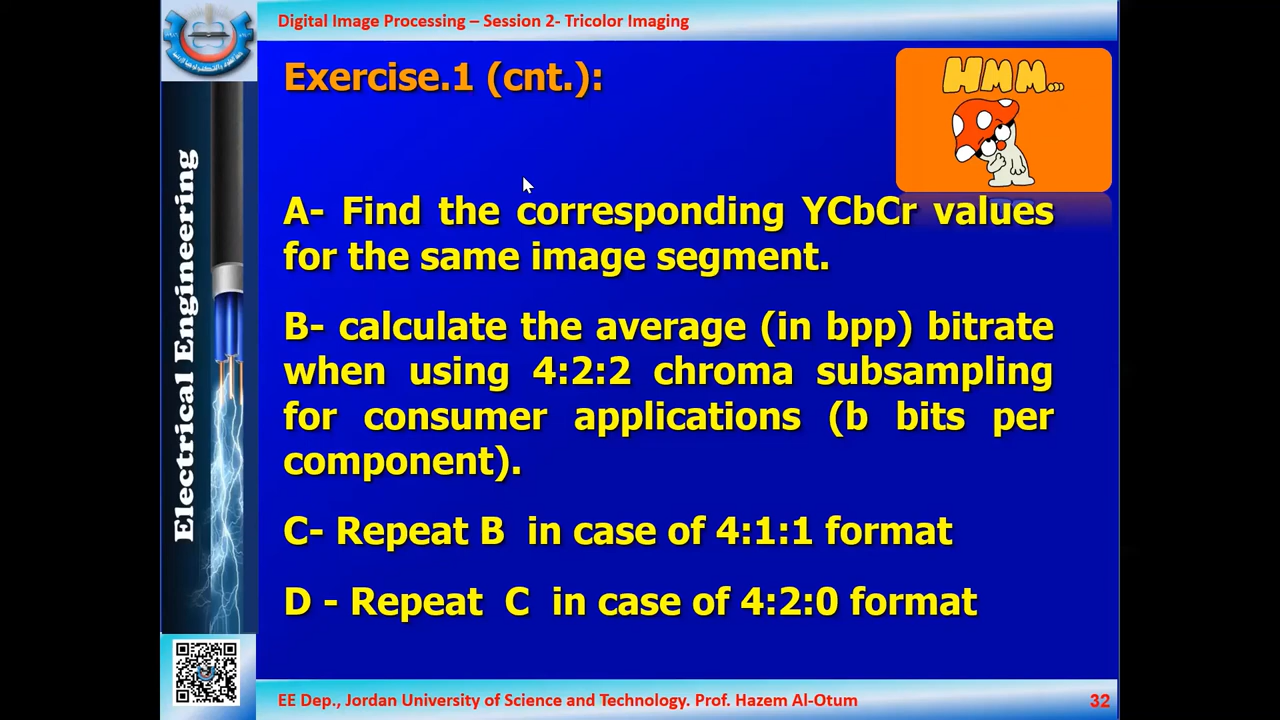 Digital Image Processing – Session 2- Tricolor Imaging
Exercise.1 (cnt.):
HMM...
A- Find the corresponding YCbCr values
for the same image segment.
B- calculate the average (in bpp) bitrate
when using 4:2:2 chroma subsampling
for consumer applications (b bits per
component).
C- Repeat B in case of 4:1:1 format
D - Repeat C in case of 4:2:0 format
Electrical Engineering
EE Dep., Jordan University of Science and Technology. Prof. Hazem Al-Otum
32